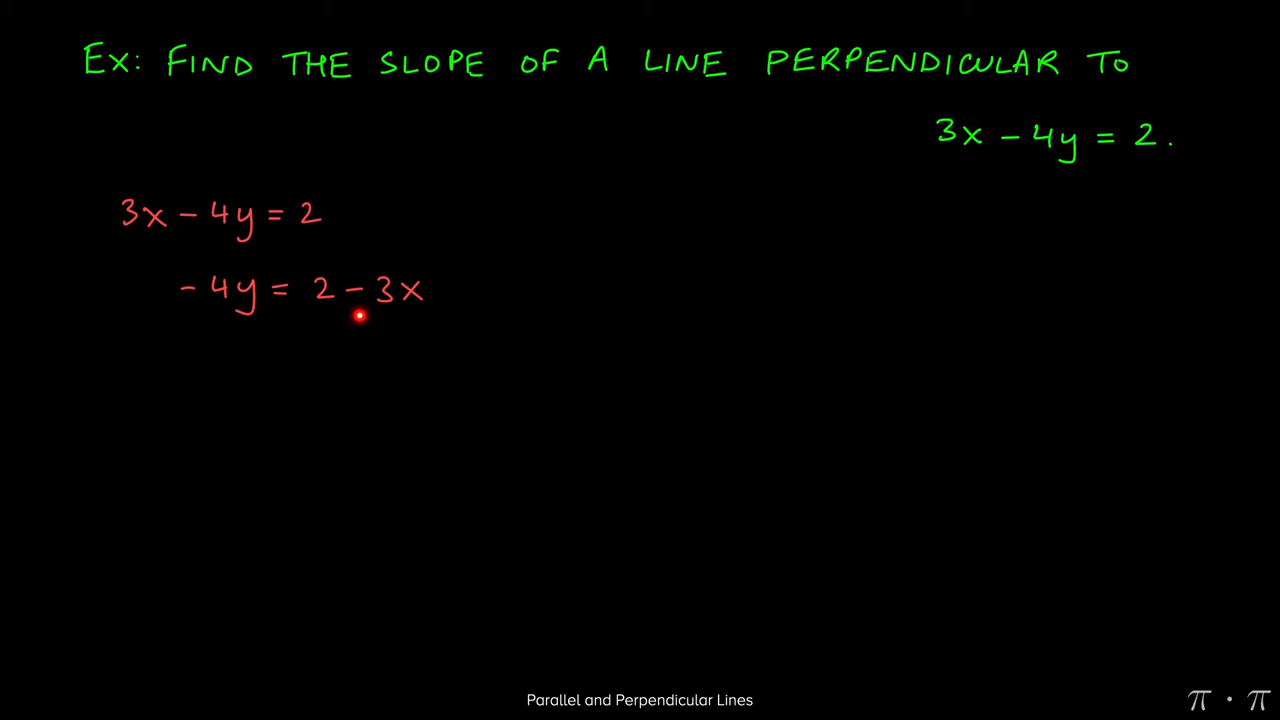 EX: FIND THE SLOPE OF A LINE PERPENDICULAR TO
3x - 4y = 2.
3x - 4y = 2
- 4y = 2 - 3x
Parallel and Perpendicular Lines
π · π